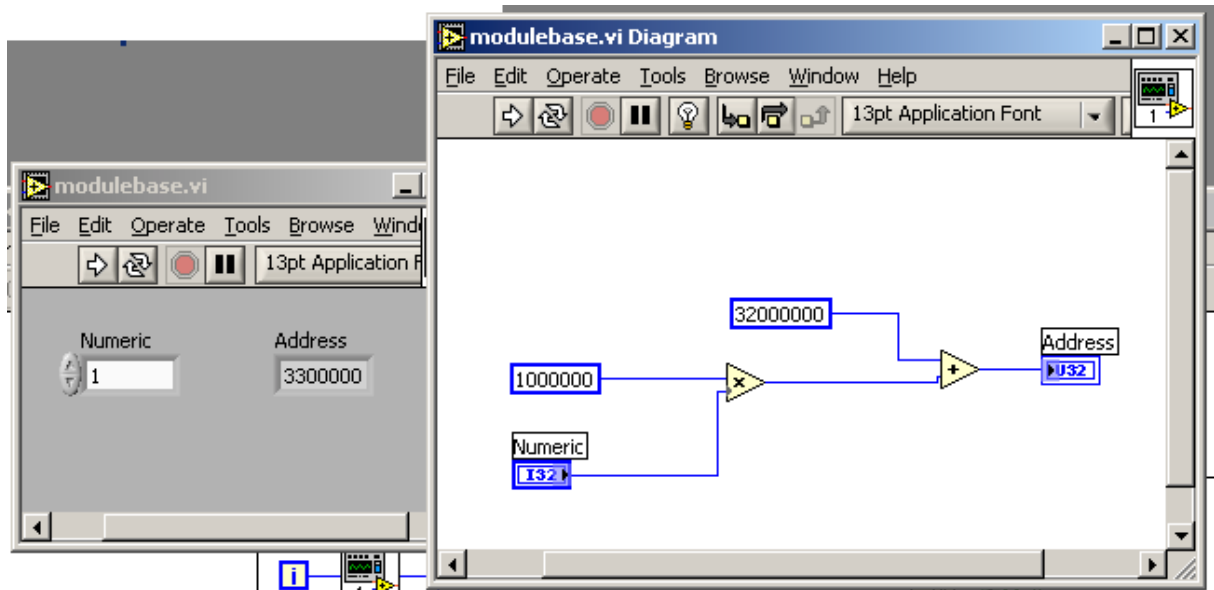 modulebase.vi Diagram
File Edit Operate Tools Browse Window Help
13pt Application Font
1
32000000
1000000
Numeric
I32
Address
U32
modulebase.vi
File Edit Operate Tools Browse Windo
13pt Application F
Numeric
1
Address
3300000
i